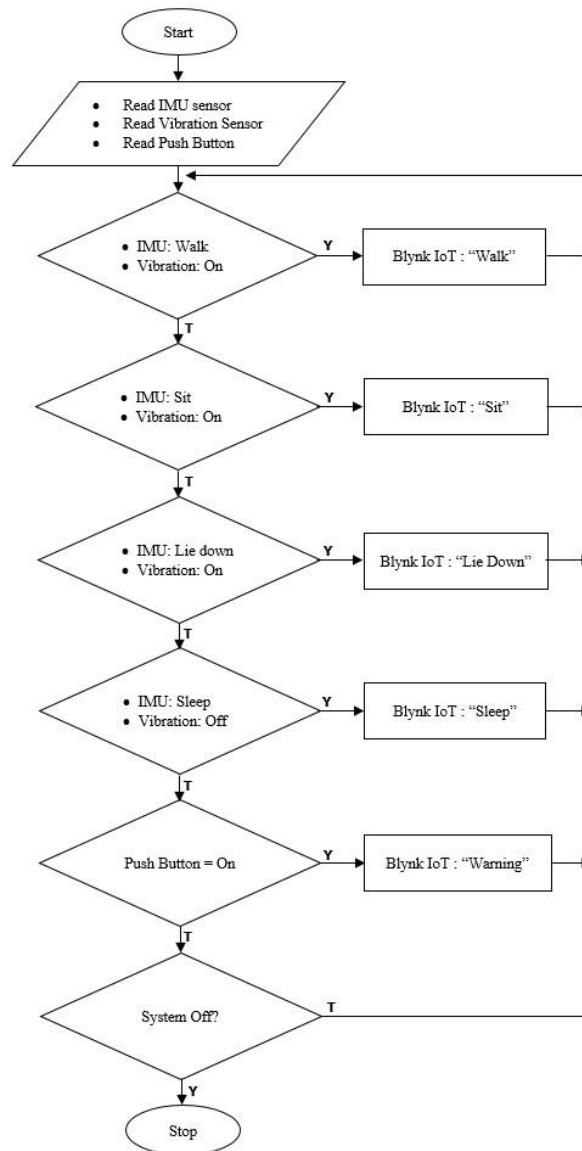 Start
• Read IMU sensor
• Read Vibration Sensor
• Read Push Button
• IMU: Walk
• Vibration: On
Y
Blynk IoT : “Walk”
T
• IMU: Sit
• Vibration: On
Y
Blynk IoT : “Sit”
T
• IMU: Lie down
• Vibration: On
Y
Blynk IoT : “Lie Down”
T
• IMU: Sleep
• Vibration: Off
Y
Blynk IoT : “Sleep”
T
Push Button = On
Y
Blynk IoT : “Warning”
T
System Off?
T
Y
Stop